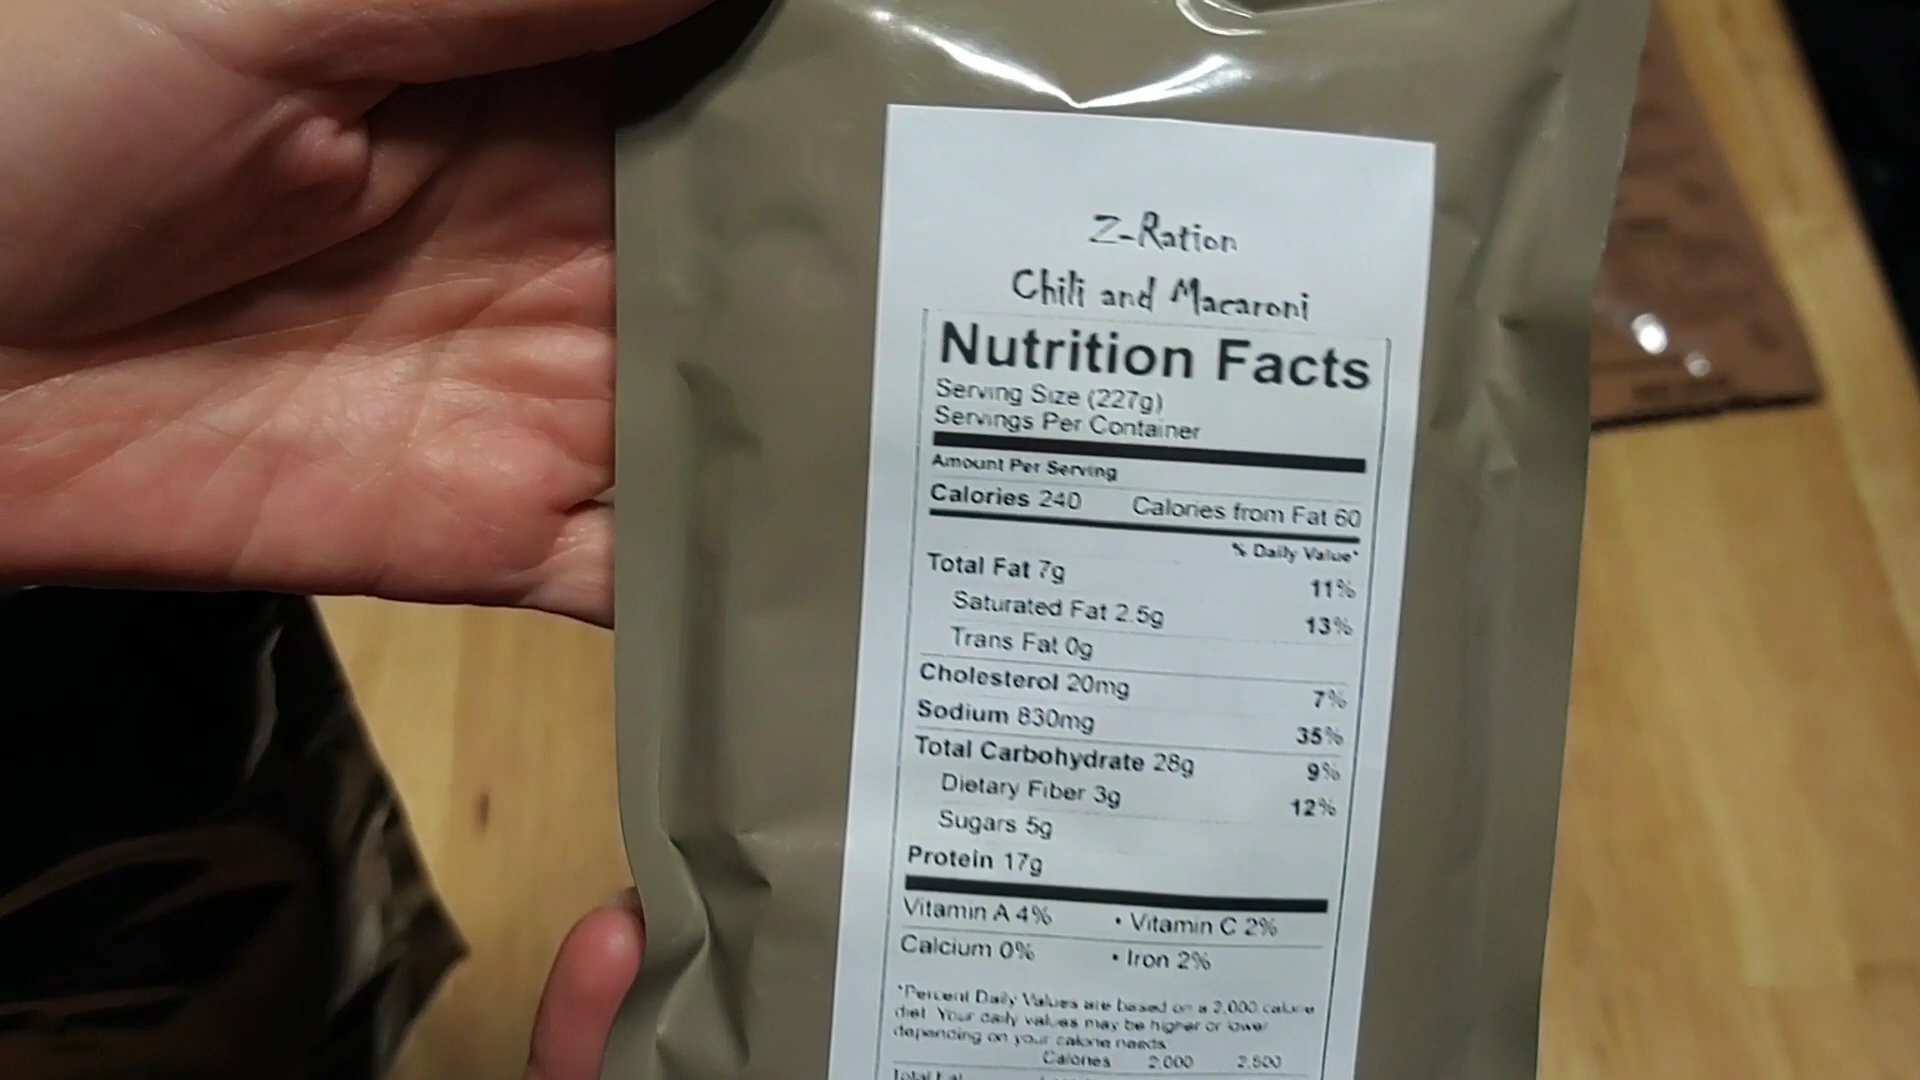 Z-Ration
Chili and Macaroni
Nutrition Facts
Serving Size (227g)
Servings Per Container
Amount Per Serving
Calories 240 Calories from Fat 60
% Daily Value*
Total Fat 7g 11%
Saturated Fat 2.5g 13%
Trans Fat 0g
Cholesterol 20mg 7%
Sodium 830mg 35%
Total Carbohydrate 28g 9%
Dietary Fiber 3g 12%
Sugars 5g
Protein 17g
Vitamin A 4% • Vitamin C 2%
Calcium 0% • Iron 2%
*Percent Daily Values are based on a 2,000 calorie
diet. Your daily values may be higher or lower
depending on your calorie needs
Calories 2,000 2,500
Total Fat